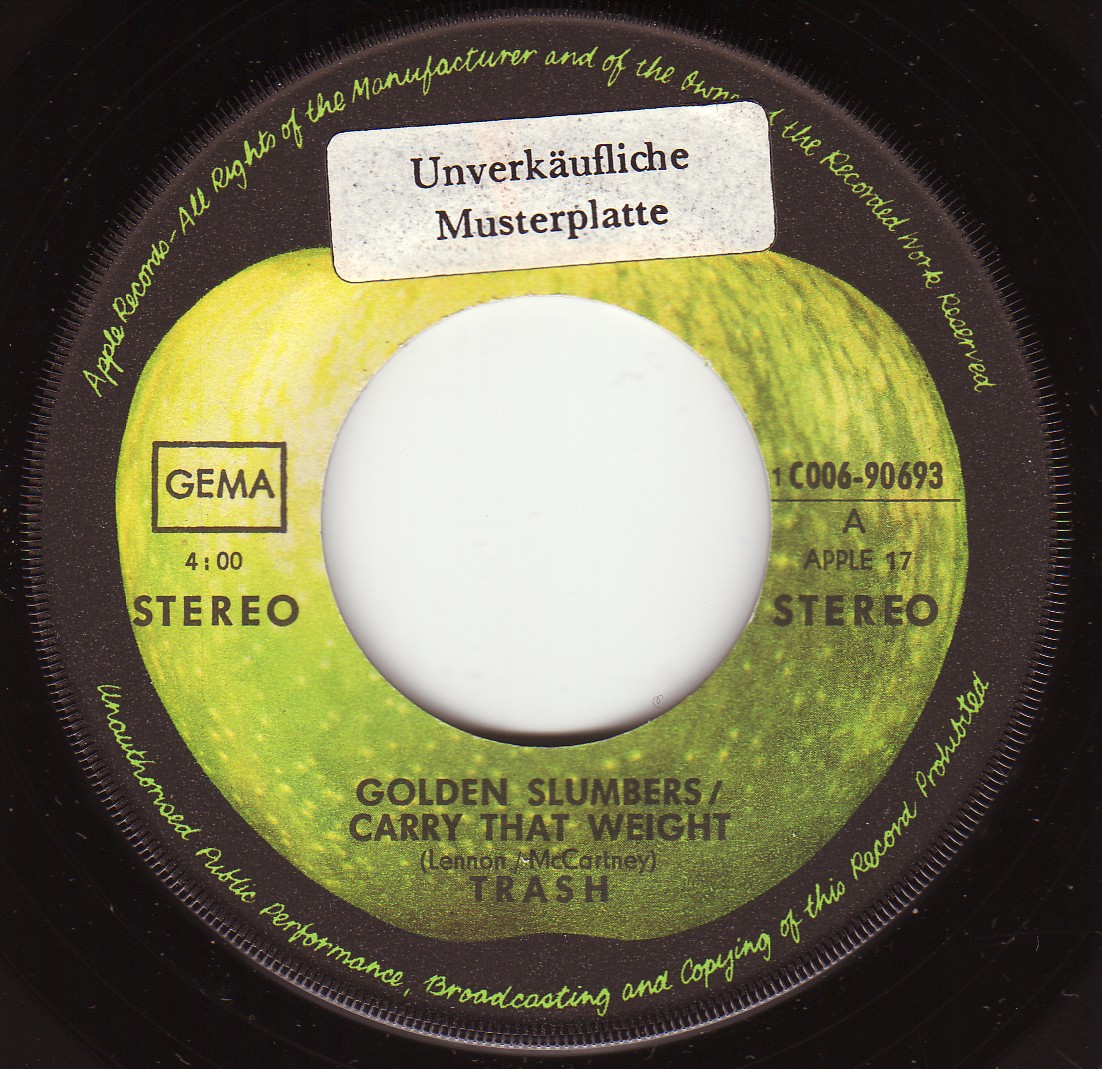 Apple Records - All Rights of the Manufacturer and of the the Recorded Work Reserved
Unverkäufliche
Musterplatte
GEMA
4:00
STEREO
1 C006-90693
A
APPLE 17
STEREO
GOLDEN SLUMBERS /
CARRY THAT WEIGHT
(Lennon / McCartney)
TRASH
Unauthorised Public Performance, Broadcasting and Copying of this Record Prohibited